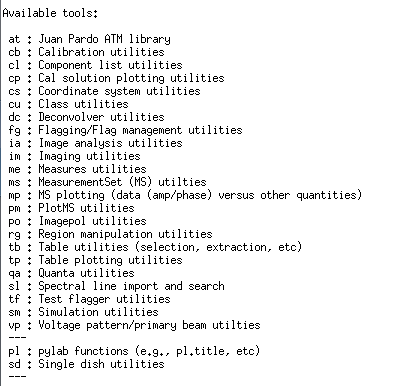 Available tools:
at : Juan Pardo ATM library
cb : Calibration utilities
cl : Component list utilities
cp : Cal solution plotting utilities
cs : Coordinate system utilities
cu : Class utilities
dc : Deconvolver utilities
fg : Flagging/Flag management utilities
ia : Image analysis utilities
im : Imaging utilities
me : Measures utilities
ms : MeasurementSet (MS) utilties
mp : MS plotting (data (amp/phase) versus other quantities)
pm : PlotMS utilities
po : Imagepol utilities
rg : Region manipulation utilities
tb : Table utilities (selection, extraction, etc)
tp : Table plotting utilities
qa : Quanta utilities
sl : Spectral line import and search
tf : Test flagger utilities
sm : Simulation utilities
vp : Voltage pattern/primary beam utilties
---
pl : pylab functions (e.g., pl.title, etc)
sd : Single dish utilities
---